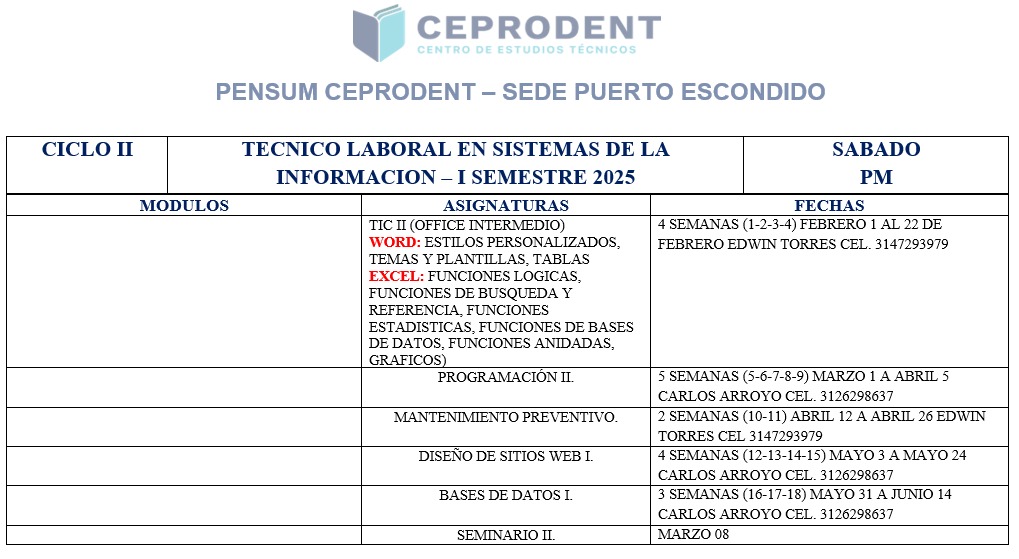 CEPRODENT
CENTRO DE ESTUDIOS TÉCNICOS
PENSUM CEPRODENT – SEDE PUERTO ESCONDIDO
CICLO II
TECNICO LABORAL EN SISTEMAS DE LA
INFORMACION – I SEMESTRE 2025
SABADO
PM
MODULOS
ASIGNATURAS
FECHAS
TIC II (OFFICE INTERMEDIO)
WORD: ESTILOS PERSONALIZADOS,
TEMAS Y PLANTILLAS, TABLAS
EXCEL: FUNCIONES LOGICAS,
FUNCIONES DE BUSQUEDA Y
REFERENCIA, FUNCIONES
ESTADISTICAS, FUNCIONES DE BASES
DE DATOS, FUNCIONES ANIDADAS,
GRAFICOS)
4 SEMANAS (1-2-3-4) FEBRERO 1 AL 22 DE
FEBRERO EDWIN TORRES CEL. 3147293979
PROGRAMACIÓN II.
5 SEMANAS (5-6-7-8-9) MARZO 1 A ABRIL 5
CARLOS ARROYO CEL. 3126298637
MANTENIMIENTO PREVENTIVO.
2 SEMANAS (10-11) ABRIL 12 A ABRIL 26 EDWIN
TORRES CEL 3147293979
DISEÑO DE SITIOS WEB I.
4 SEMANAS (12-13-14-15) MAYO 3 A MAYO 24
CARLOS ARROYO CEL. 3126298637
BASES DE DATOS I.
3 SEMANAS (16-17-18) MAYO 31 A JUNIO 14
CARLOS ARROYO CEL. 3126298637
SEMINARIO II.
MARZO 08